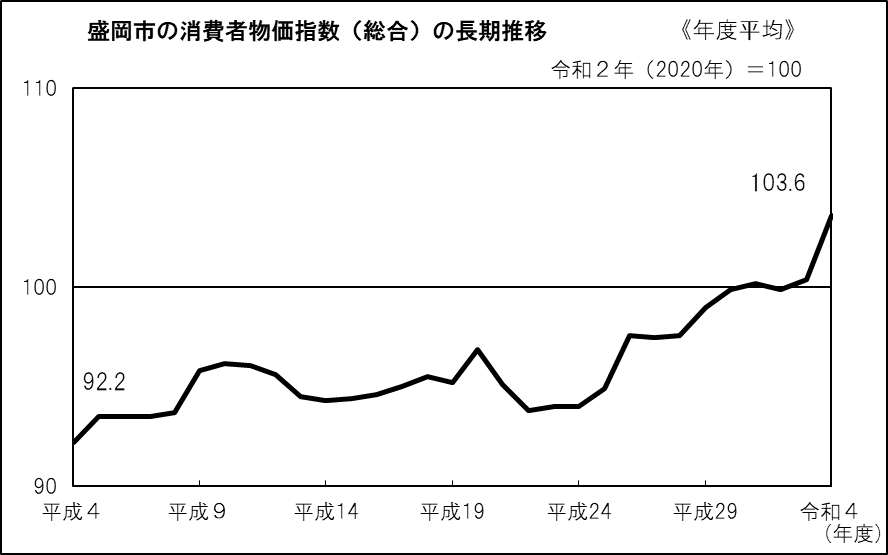 盛岡市の消費者物価指数（総合）の長期推移　《年度平均》
令和２年（2020年）＝100
110
103.6
100
92.2
90
平成４　平成９　平成14　平成19　平成24　平成29　令和４
（年度）